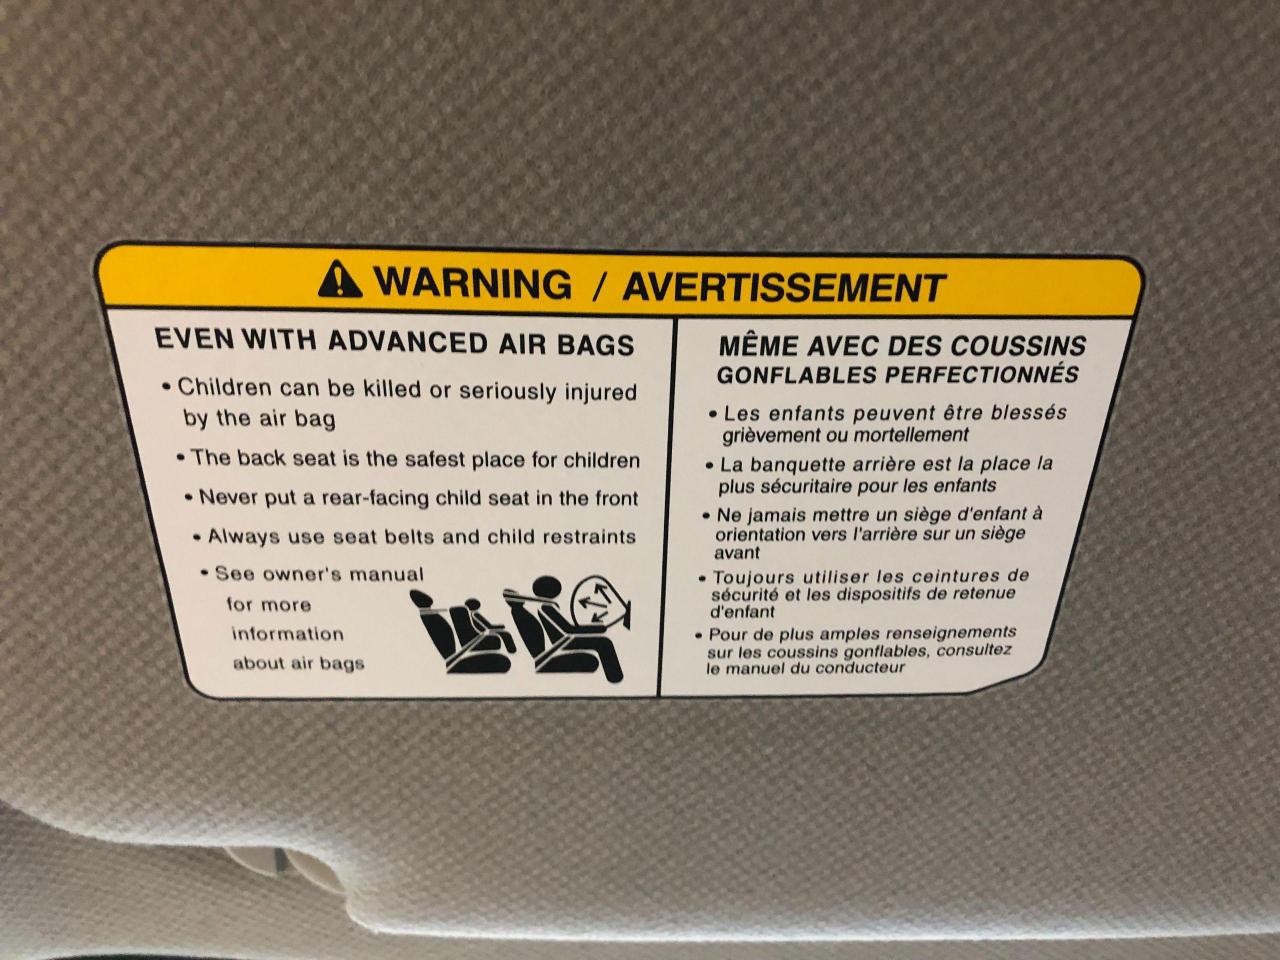 WARNING / AVERTISSEMENT
EVEN WITH ADVANCED AIR BAGS
• Children can be killed or seriously injured
by the air bag
• The back seat is the safest place for children
• Never put a rear-facing child seat in the front
• Always use seat belts and child restraints
• See owner's manual
for more
information
about air bags
MÊME AVEC DES COUSSINS
GONFLABLES PERFECTIONNÉS
• Les enfants peuvent être blessés
grièvement ou mortellement
• La banquette arrière est la place la
plus sécuritaire pour les enfants
• Ne jamais mettre un siège d'enfant à
orientation vers l'arrière sur un siège
avant
• Toujours utiliser les ceintures de
sécurité et les dispositifs de retenue
d'enfant
• Pour de plus amples renseignements
sur les coussins gonflables, consultez
le manuel du conducteur